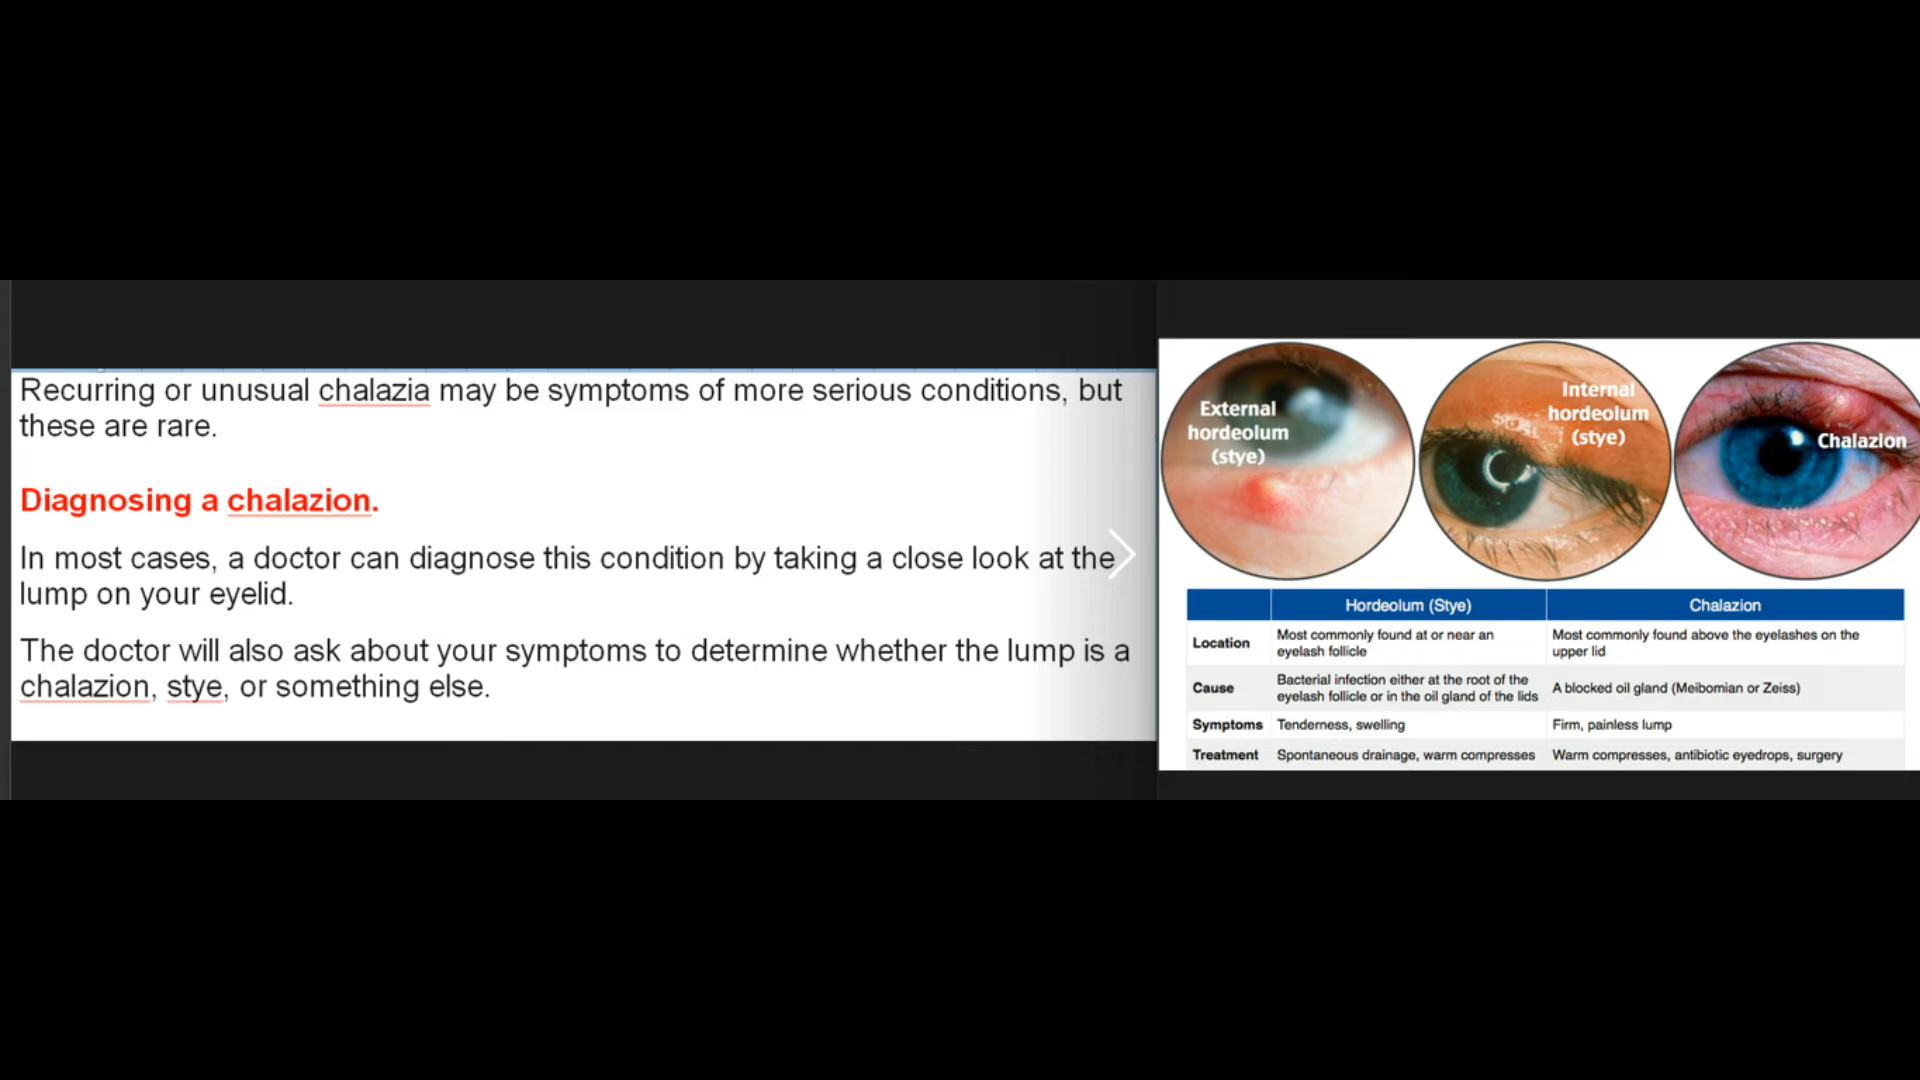 Recurring or unusual chalazia may be symptoms of more serious conditions, but
these are rare.
Diagnosing a chalazion.
In most cases, a doctor can diagnose this condition by taking a close look at the
lump on your eyelid.
The doctor will also ask about your symptoms to determine whether the lump is a
chalazion, stye, or something else.
External
hordeolum
(stye)
Internal
hordeolum
(stye)
Chalazion
Hordeolum (Stye)
Chalazion
Location
Most commonly found at or near an
eyelash follicle
Most commonly found above the eyelashes on the
upper lid
Cause
Bacterial infection either at the root of the
eyelash follicle or in the oil gland of the lids
A blocked oil gland (Meibomian or Zeiss)
Symptoms
Tenderness, swelling
Firm, painless lump
Treatment
Spontaneous drainage, warm compresses
Warm compresses, antibiotic eyedrops, surgery